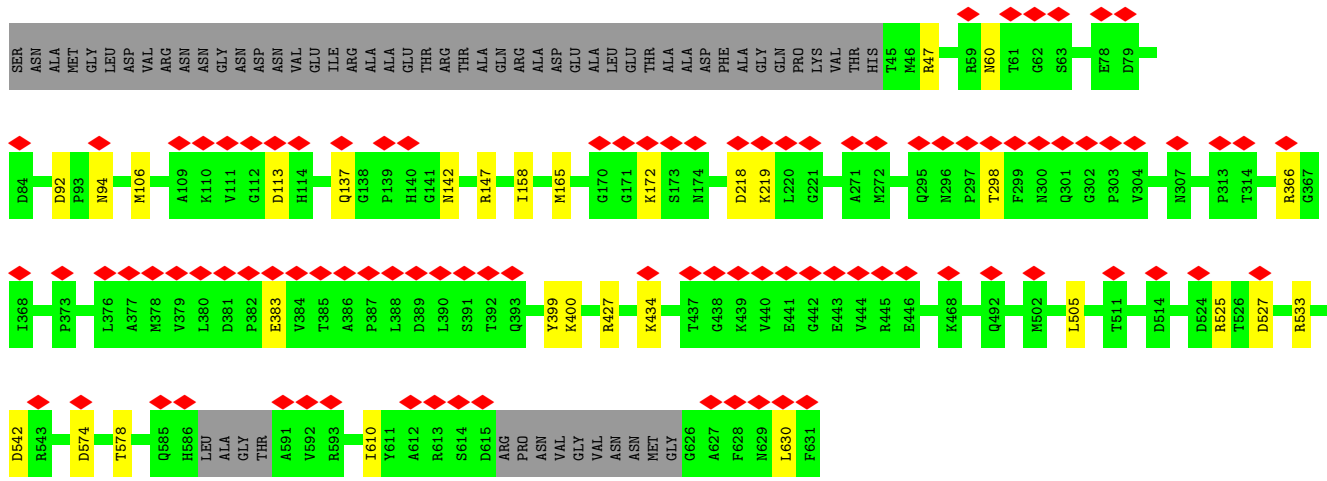 SER ASN ALA MET GLY LEU ASP VAL ARG ASN ASN GLY ASN ASP ASN VAL GLU ILE ARG ALA ALA GLU THR ARG THR ALA GLN ARG ALA ASP GLU ALA LEU GLU THR ALA ALA ASP PHE ALA GLY GLN PRO LYS VAL THR HIS T45 M46 R47 R59 N60 T61 G62 S63 E78 D79
D84 D92 P93 N94 M106 A109 K110 V111 G112 D113 H114 Q137 G138 P139 H140 G141 N142 R147 I158 M165 G170 G171 K172 S173 N174 D218 K219 L220 G221 A271 M272 Q295 N296 P297 T298 F299 N300 Q301 G302 P303 V304 N307 P313 T314 R366 G367
I368 P373 L376 A377 M378 V379 L380 D381 P382 E383 V384 T385 A386 P387 L388 D389 L390 S391 T392 Q393 Y399 K400 R427 K434 T437 G438 K439 V440 E441 G442 E443 V444 R445 E446 K468 Q492 M502 L505 T511 D514 D524 R525 T526 D527 R533
D542 R543 D574 T578 Q585 H586 LEU ALA GLY THR A591 V592 R593 I610 Y611 A612 R613 S614 D615 ARG PRO ASN VAL GLY VAL ASN ASN MET GLY G626 A627 F628 N629 L630 F631